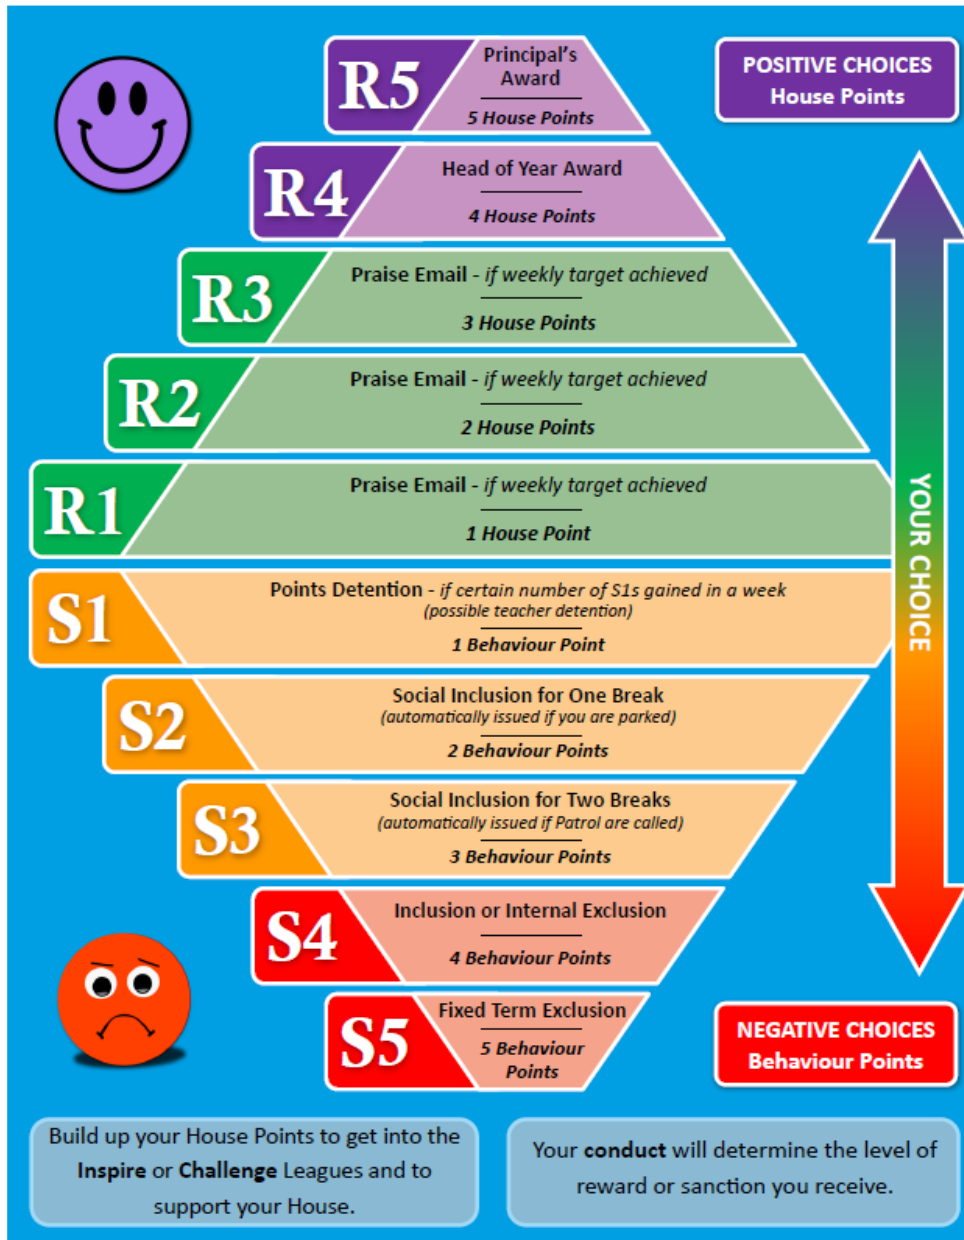 R5
Principal's
Award
5 House Points
POSITIVE CHOICES
House Points
R4
Head of Year Award
4 House Points
R3
Praise Email - if weekly target achieved
3 House Points
R2
Praise Email - if weekly target achieved
2 House Points
R1
Praise Email - if weekly target achieved
1 House Point
YOUR CHOICE
S1
Points Detention - if certain number of S1s gained in a week
(possible teacher detention)
1 Behaviour Point
S2
Social Inclusion for One Break
(automatically issued if you are parked)
2 Behaviour Points
S3
Social Inclusion for Two Breaks
(automatically issued if Patrol are called)
3 Behaviour Points
S4
Inclusion or Internal Exclusion
4 Behaviour Points
S5
Fixed Term Exclusion
5 Behaviour
Points
NEGATIVE CHOICES
Behaviour Points
Build up your House Points to get into the
Inspire or Challenge Leagues and to
support your House.
Your conduct will determine the level of
reward or sanction you receive.